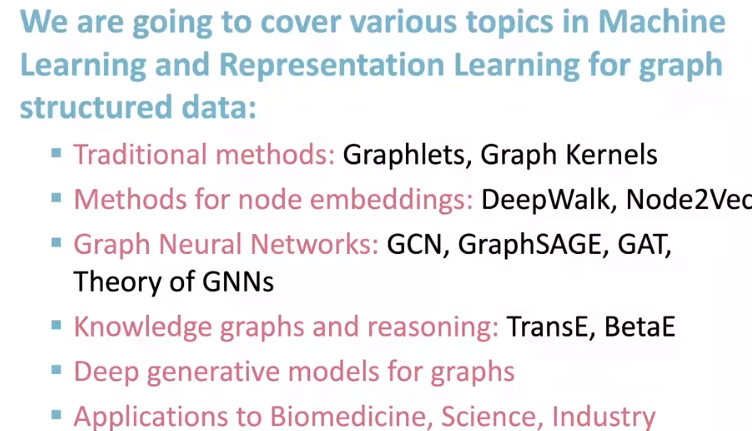 We are going to cover various topics in Machine
Learning and Representation Learning for graph
structured data:
▪ Traditional methods: Graphlets, Graph Kernels
▪ Methods for node embeddings: DeepWalk, Node2Vec
▪ Graph Neural Networks: GCN, GraphSAGE, GAT,
Theory of GNNs
▪ Knowledge graphs and reasoning: TransE, BetaE
▪ Deep generative models for graphs
▪ Applications to Biomedicine, Science, Industry